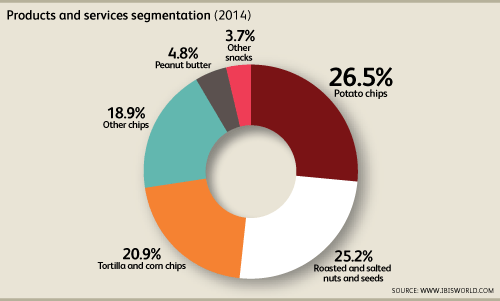 Products and services segmentation (2014)
3.7%
Other
snacks
4.8%
Peanut butter
26.5%
Potato chips
18.9%
Other chips
20.9%
Tortilla and corn chips
25.2%
Roasted and salted
nuts and seeds
SOURCE: WWW.IBISWORLD.COM